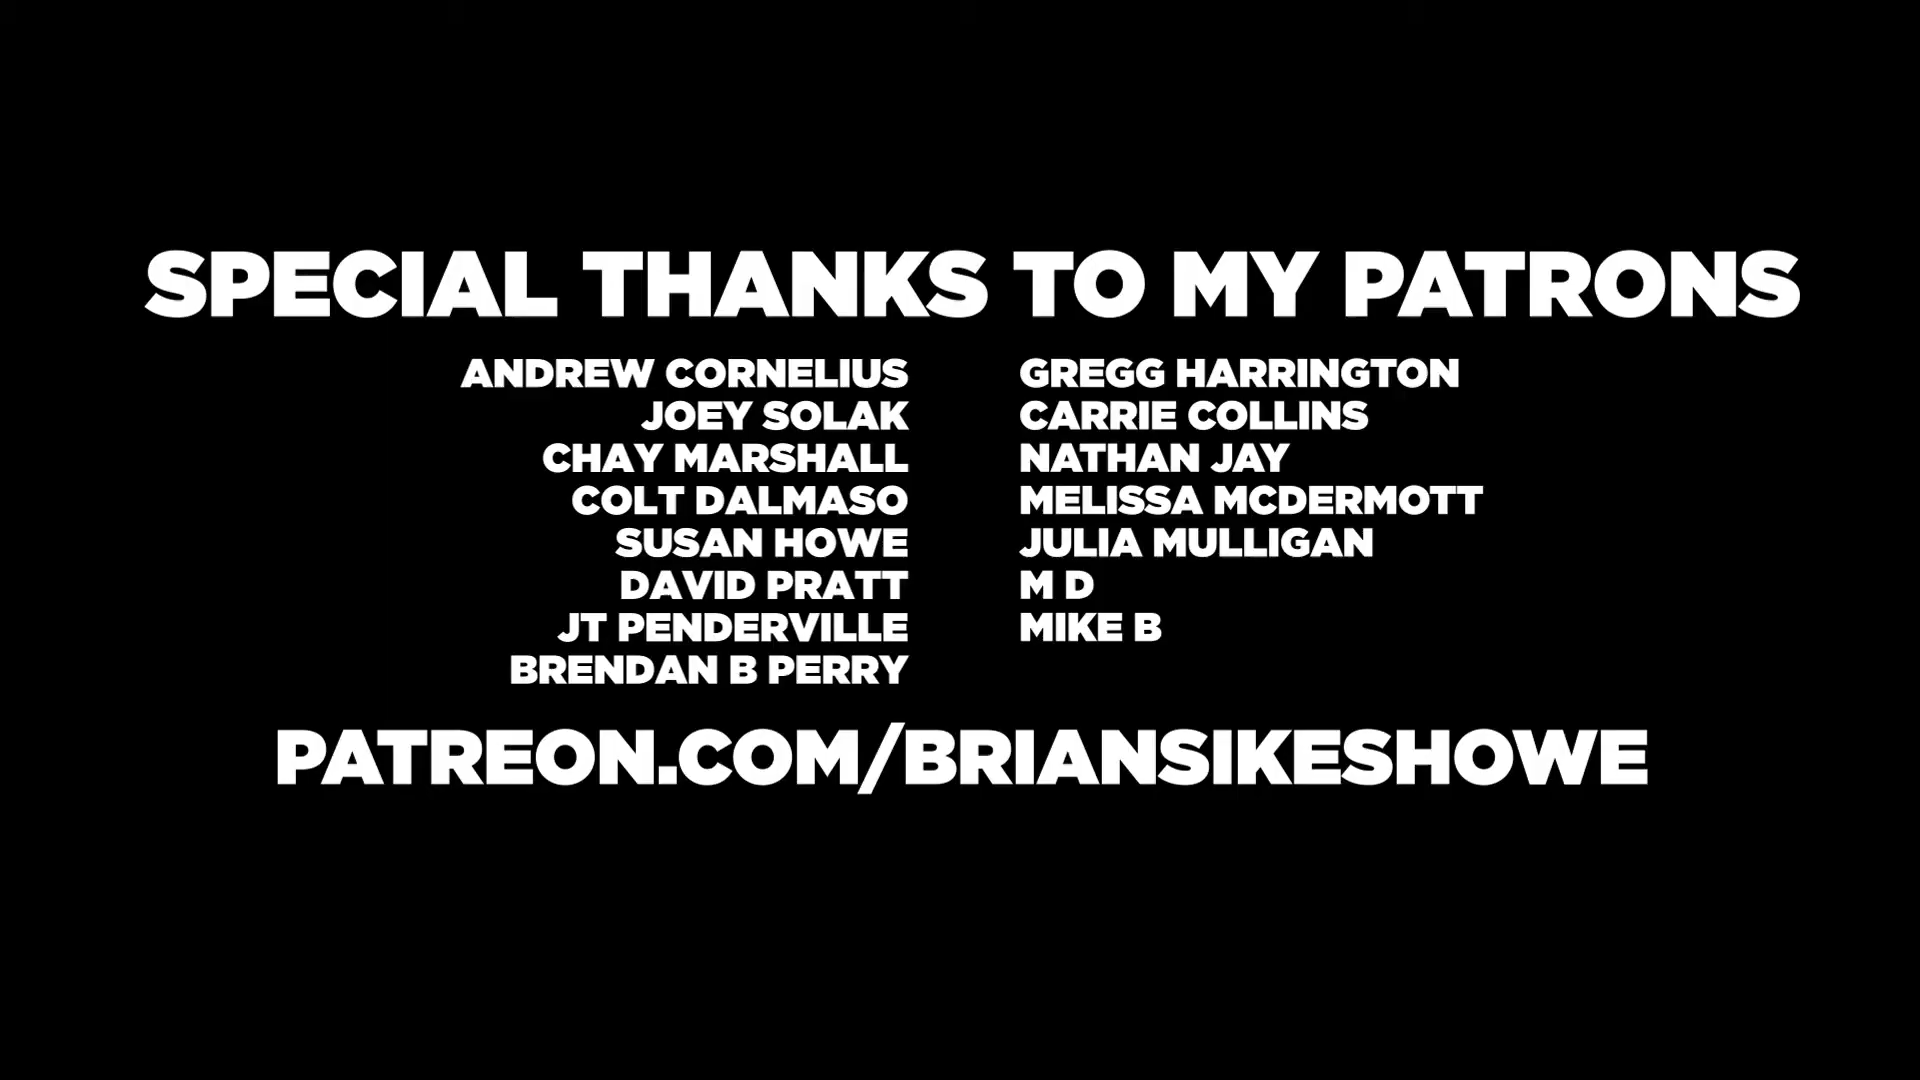 SPECIAL THANKS TO MY PATRONS
ANDREW CORNELIUS
JOEY SOLAK
CHAY MARSHALL
COLT DALMASO
SUSAN HOWE
DAVID PRATT
JT PENDERVILLE
BRENDAN B PERRY
GREGG HARRINGTON
CARRIE COLLINS
NATHAN JAY
MELISSA MCDERMOTT
JULIA MULLIGAN
M D
MIKE B
PATREON.COM/BRIANSIKESHOWE